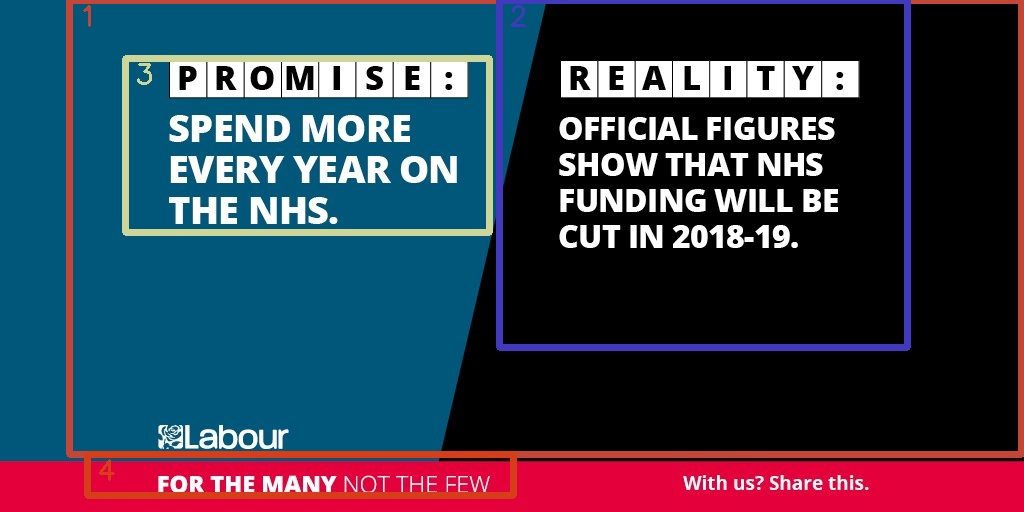 PROMISE:
SPEND MORE
EVERY YEAR ON
THE NHS.
REALITY:
OFFICIAL FIGURES
SHOW THAT NHS
FUNDING WILL BE
CUT IN 2018-19.
Labour
FOR THE MANY NOT THE FEW
With us? Share this.
1
2
3
4